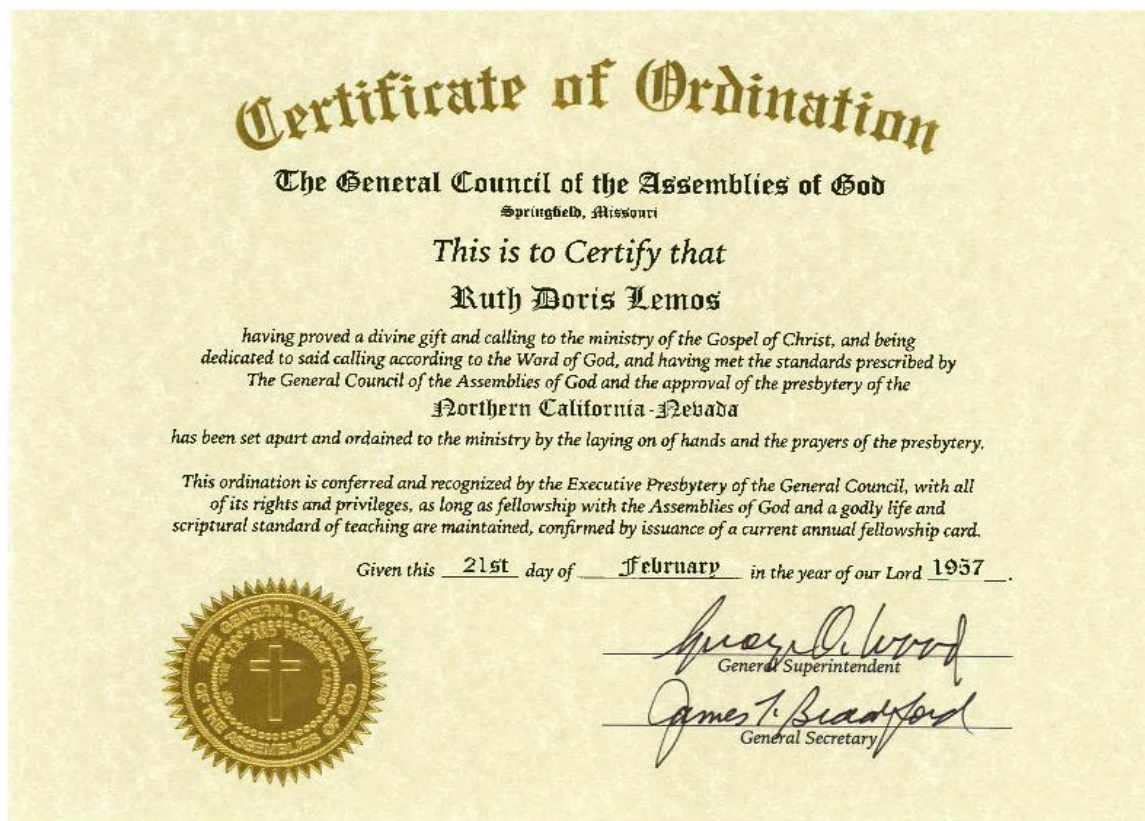 Certificate of Ordination
The General Council of the Assemblies of God
Springfield, Missouri
This is to Certify that
Ruth Doris Lemos
having proved a divine gift and calling to the ministry of the Gospel of Christ, and being
dedicated to said calling according to the Word of God, and having met the standards prescribed by
The General Council of the Assemblies of God and the approval of the presbytery of the
Northern California-Nevada
has been set apart and ordained to the ministry by the laying on of hands and the prayers of the presbytery.
This ordination is conferred and recognized by the Executive Presbytery of the General Council, with all
of its rights and privileges, as long as fellowship with the Assemblies of God and a godly life and
scriptural standard of teaching are maintained, confirmed by issuance of a current annual fellowship card.
Given this 21st day of February in the year of our Lord 1957.
George O. Wood
General Superintendent
James T. Bradford
General Secretary
THE GENERAL COUNCIL
OF THE ASSEMBLIES OF GOD